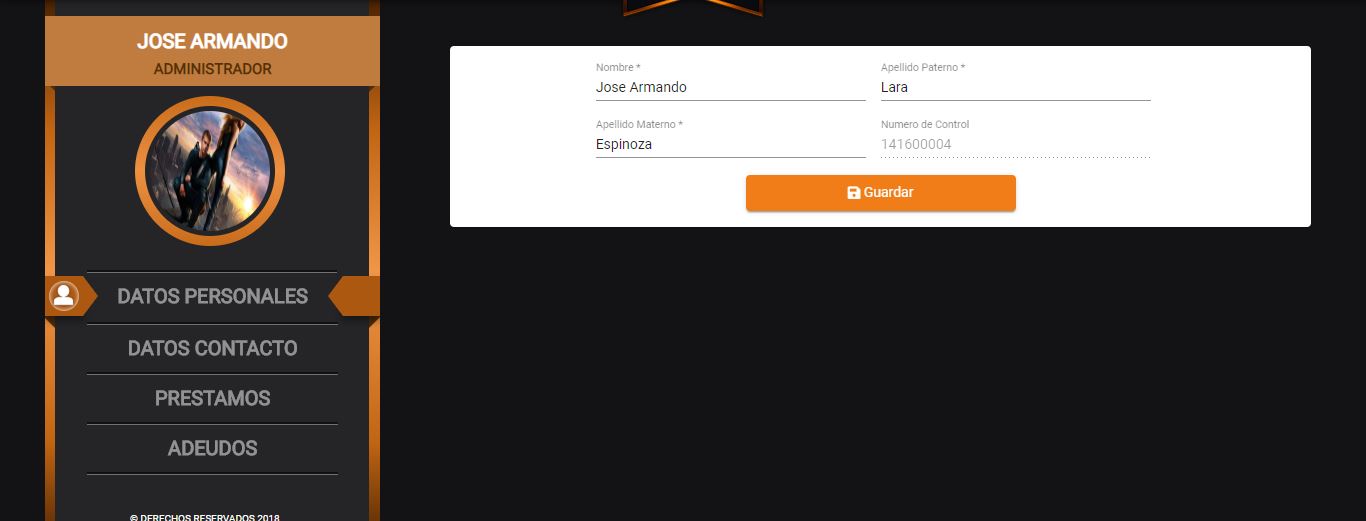 JOSE ARMANDO
ADMINISTRADOR
DATOS PERSONALES
DATOS CONTACTO
PRESTAMOS
ADEUDOS
© DERECHOS RESERVADOS 2018
Nombre * Apellido Paterno *
Jose Armando Lara
Apellido Materno * Numero de Control
Espinoza 141600004
Guardar